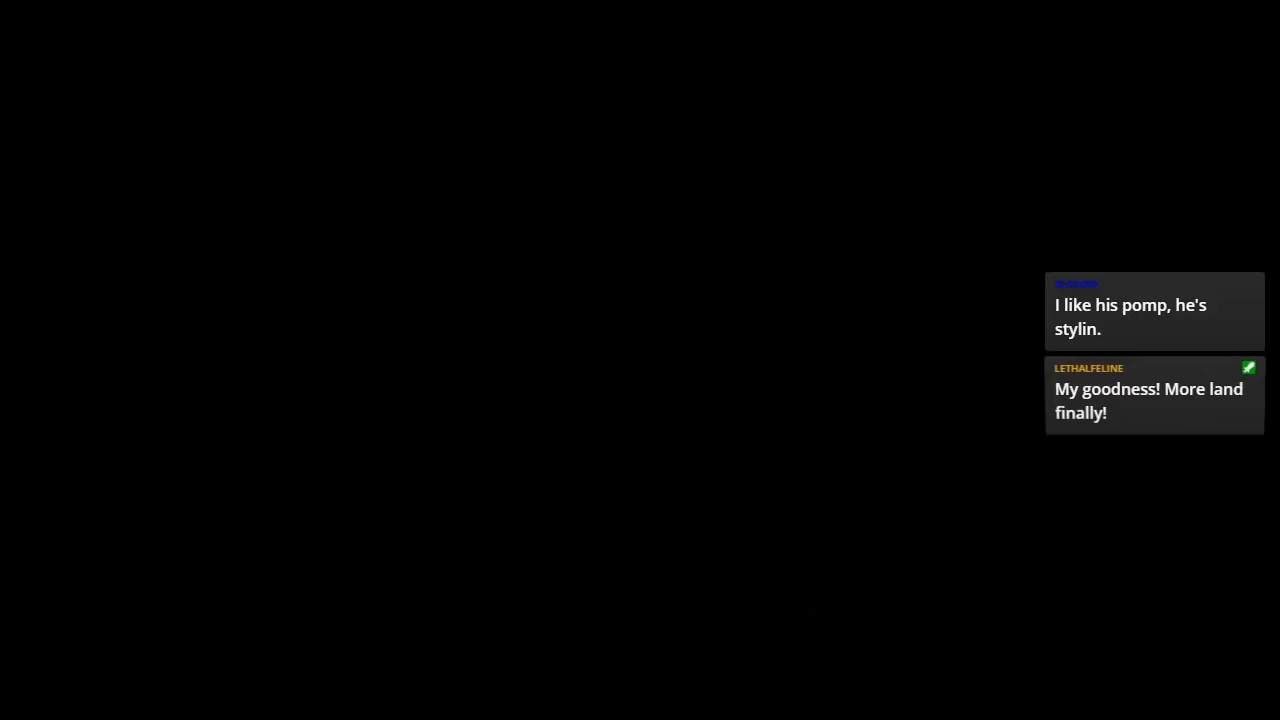 I like his pomp, he's
stylin.
LETHALFELINE
My goodness! More land
finally!